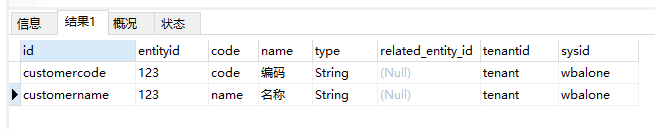 信息 结果1 概况 状态
id entityid code name type related_entity_id tenantid sysid
customercode 123 code 编码 String (Null) tenant wbalone
customername 123 name 名称 String (Null) tenant wbalone